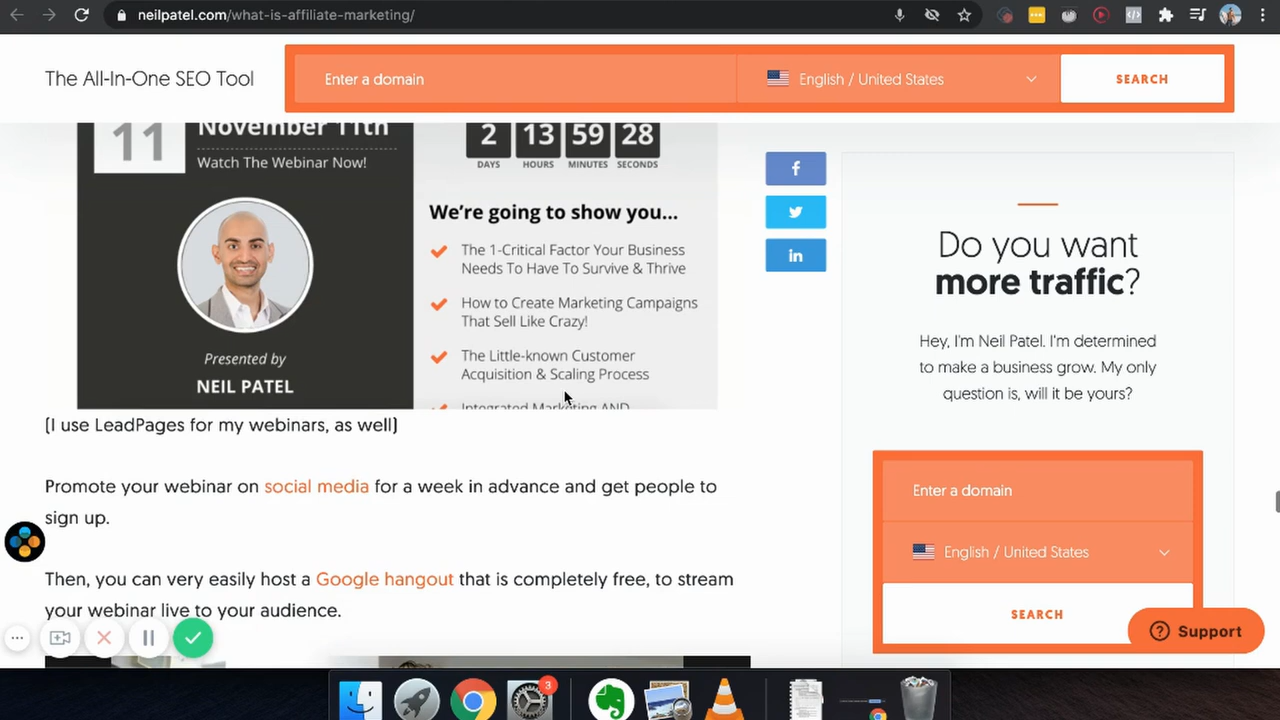 neilpatel.com/what-is-affiliate-marketing/
The All-In-One SEO Tool
Enter a domain
English / United States
SEARCH
11
November 11th
Watch The Webinar Now!
Presented by
NEIL PATEL
2 13 59 28
DAYS HOURS MINUTES SECONDS
We're going to show you...
The 1-Critical Factor Your Business
Needs To Have To Survive & Thrive
How to Create Marketing Campaigns
That Sell Like Crazy!
The Little-known Customer
Acquisition & Scaling Process
Integrated Marketing AND
(I use LeadPages for my webinars, as well)
Promote your webinar on social media for a week in advance and get people to
sign up.
Then, you can very easily host a Google hangout that is completely free, to stream
your webinar live to your audience.
f
in
Do you want
more traffic?
Hey, I'm Neil Patel. I'm determined
to make a business grow. My only
question is, will it be yours?
Enter a domain
English / United States
SEARCH
Support
3